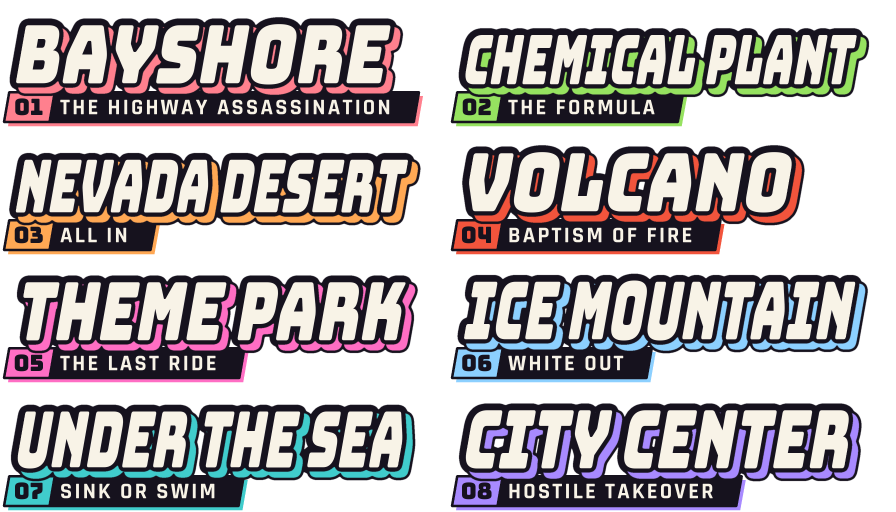 BAYSHORE
01 THE HIGHWAY ASSASSINATION
CHEMICAL PLANT
02 THE FORMULA
NEVADA DESERT
03 ALL IN
VOLCANO
04 BAPTISM OF FIRE
THEME PARK
05 THE LAST RIDE
ICE MOUNTAIN
06 WHITE OUT
UNDER THE SEA
07 SINK OR SWIM
CITY CENTER
08 HOSTILE TAKEOVER